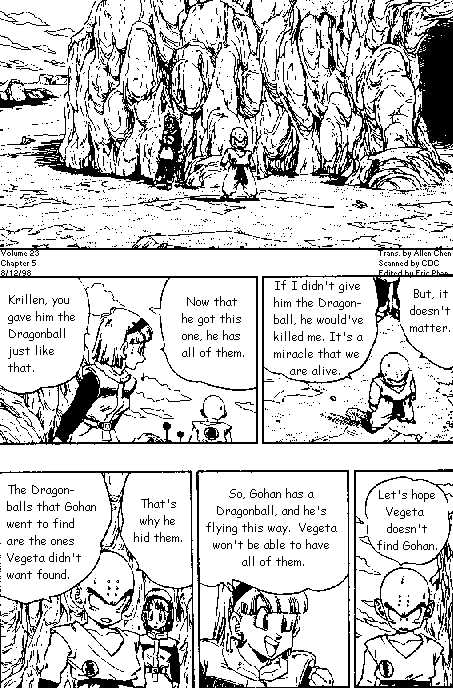 Volume 23
Chapter 5
8/12/98
Trans. by Allen Chen
Scanned by CDC
Edited by Eric Phan
Krillen, you
gave him the
Dragonball
just like
that.
Now that
he got this
one, he has
all of them.
If I didn't give
him the Dragon-
ball, he would've
killed me. It's a
miracle that we
are alive.
But, it
doesn't
matter.
The Dragon-
balls that Gohan
went to find
are the ones
Vegeta didn't
want found.
That's
why he
hid them.
So, Gohan has a
Dragonball, and he's
flying this way. Vegeta
won't be able to have
all of them.
Let's hope
Vegeta
doesn't
find Gohan.